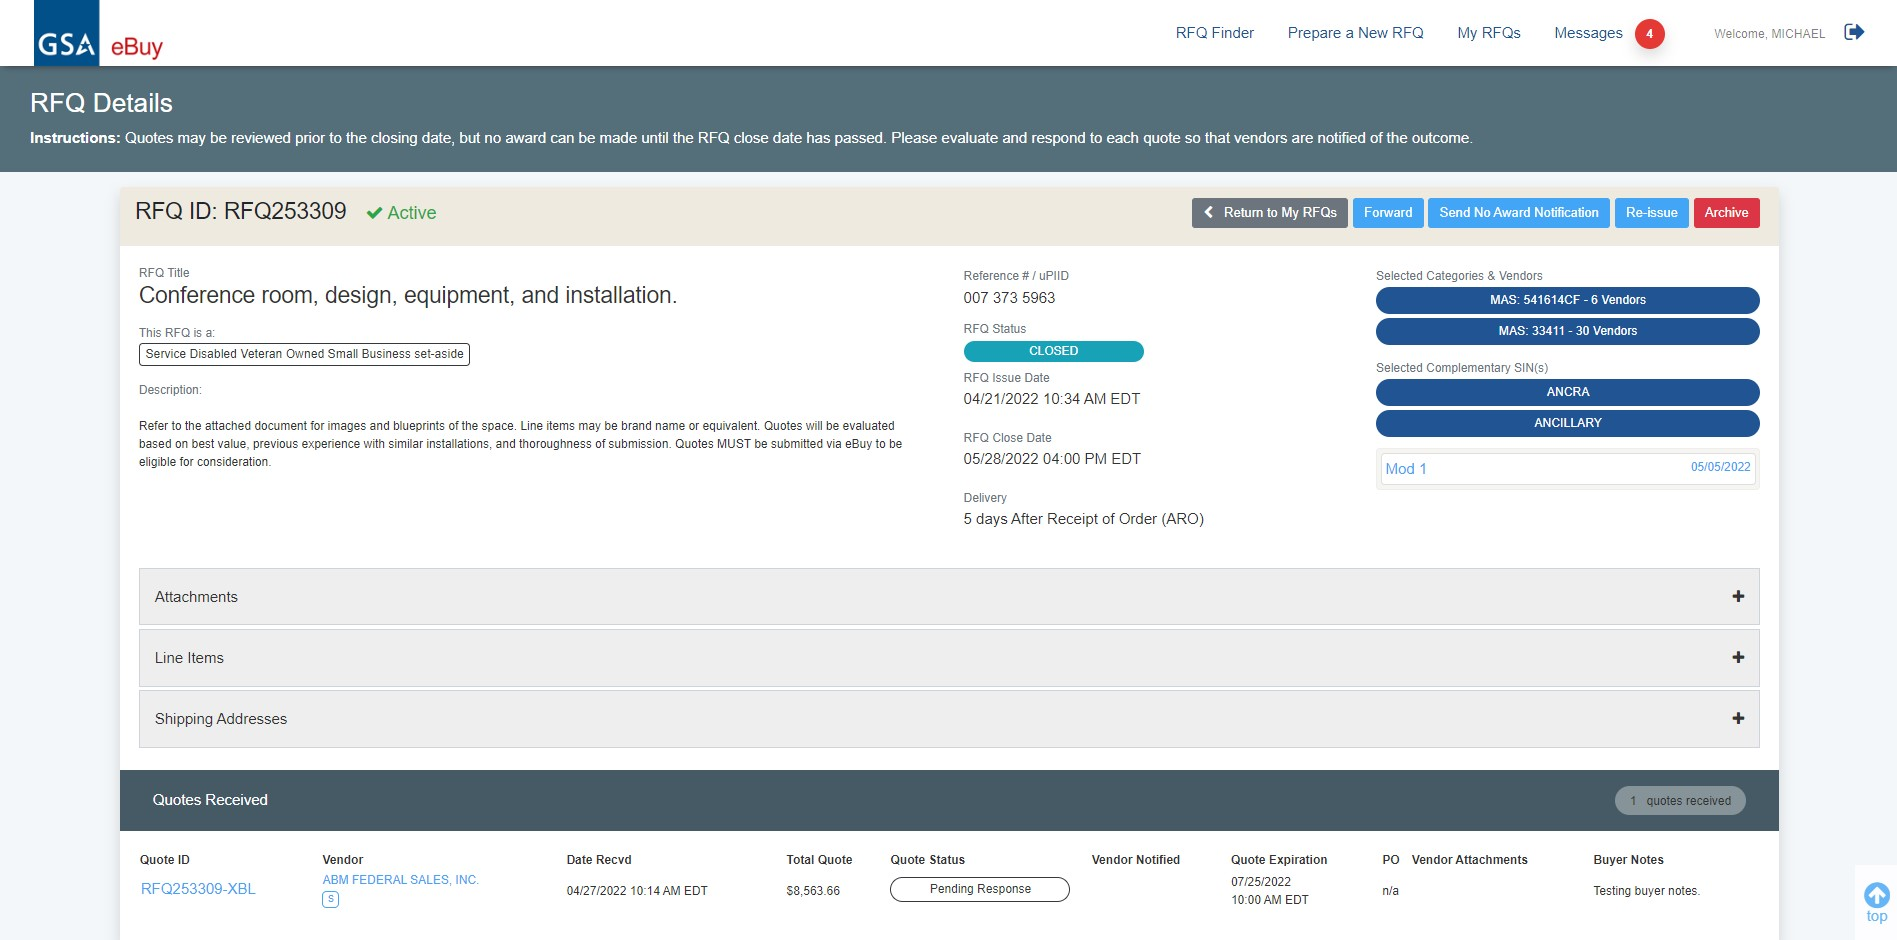 GSA eBuy
RFQ Finder
Prepare a New RFQ
My RFQs
Messages
4
Welcome, MICHAEL
RFQ Details
Instructions: Quotes may be reviewed prior to the closing date, but no award can be made until the RFQ close date has passed. Please evaluate and respond to each quote so that vendors are notified of the outcome.
RFQ ID: RFQ253309
Active
Return to My RFQs
Forward
Send No Award Notification
Re-issue
Archive
RFQ Title
Conference room, design, equipment, and installation.
This RFQ is a:
Service Disabled Veteran Owned Small Business set-aside
Description:
Refer to the attached document for images and blueprints of the space. Line items may be brand name or equivalent. Quotes will be evaluated
based on best value, previous experience with similar installations, and thoroughness of submission. Quotes MUST be submitted via eBuy to be
eligible for consideration.
Reference # / uPIID
007 373 5963
RFQ Status
CLOSED
RFQ Issue Date
04/21/2022 10:34 AM EDT
RFQ Close Date
05/28/2022 04:00 PM EDT
Delivery
5 days After Receipt of Order (ARO)
Selected Categories & Vendors
MAS: 541614CF - 6 Vendors
MAS: 33411 - 30 Vendors
Selected Complementary SIN(s)
ANCRA
ANCILLARY
Mod 1
05/05/2022
Attachments
Line Items
Shipping Addresses
Quotes Received
1 quotes received
Quote ID
Vendor
Date Recvd
Total Quote
Quote Status
Vendor Notified
Quote Expiration
PO
Vendor Attachments
Buyer Notes
RFQ253309-XBL
ABM FEDERAL SALES, INC.
S
04/27/2022 10:14 AM EDT
$8,563.66
Pending Response
07/25/2022
10:00 AM EDT
n/a
Testing buyer notes.
top